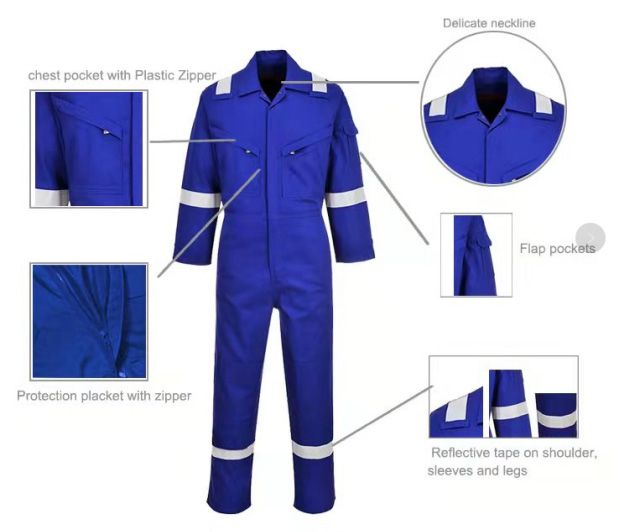 Delicate neckline
chest pocket with Plastic Zipper
Flap pockets
Protection placket with zipper
Reflective tape on shoulder,
sleeves and legs